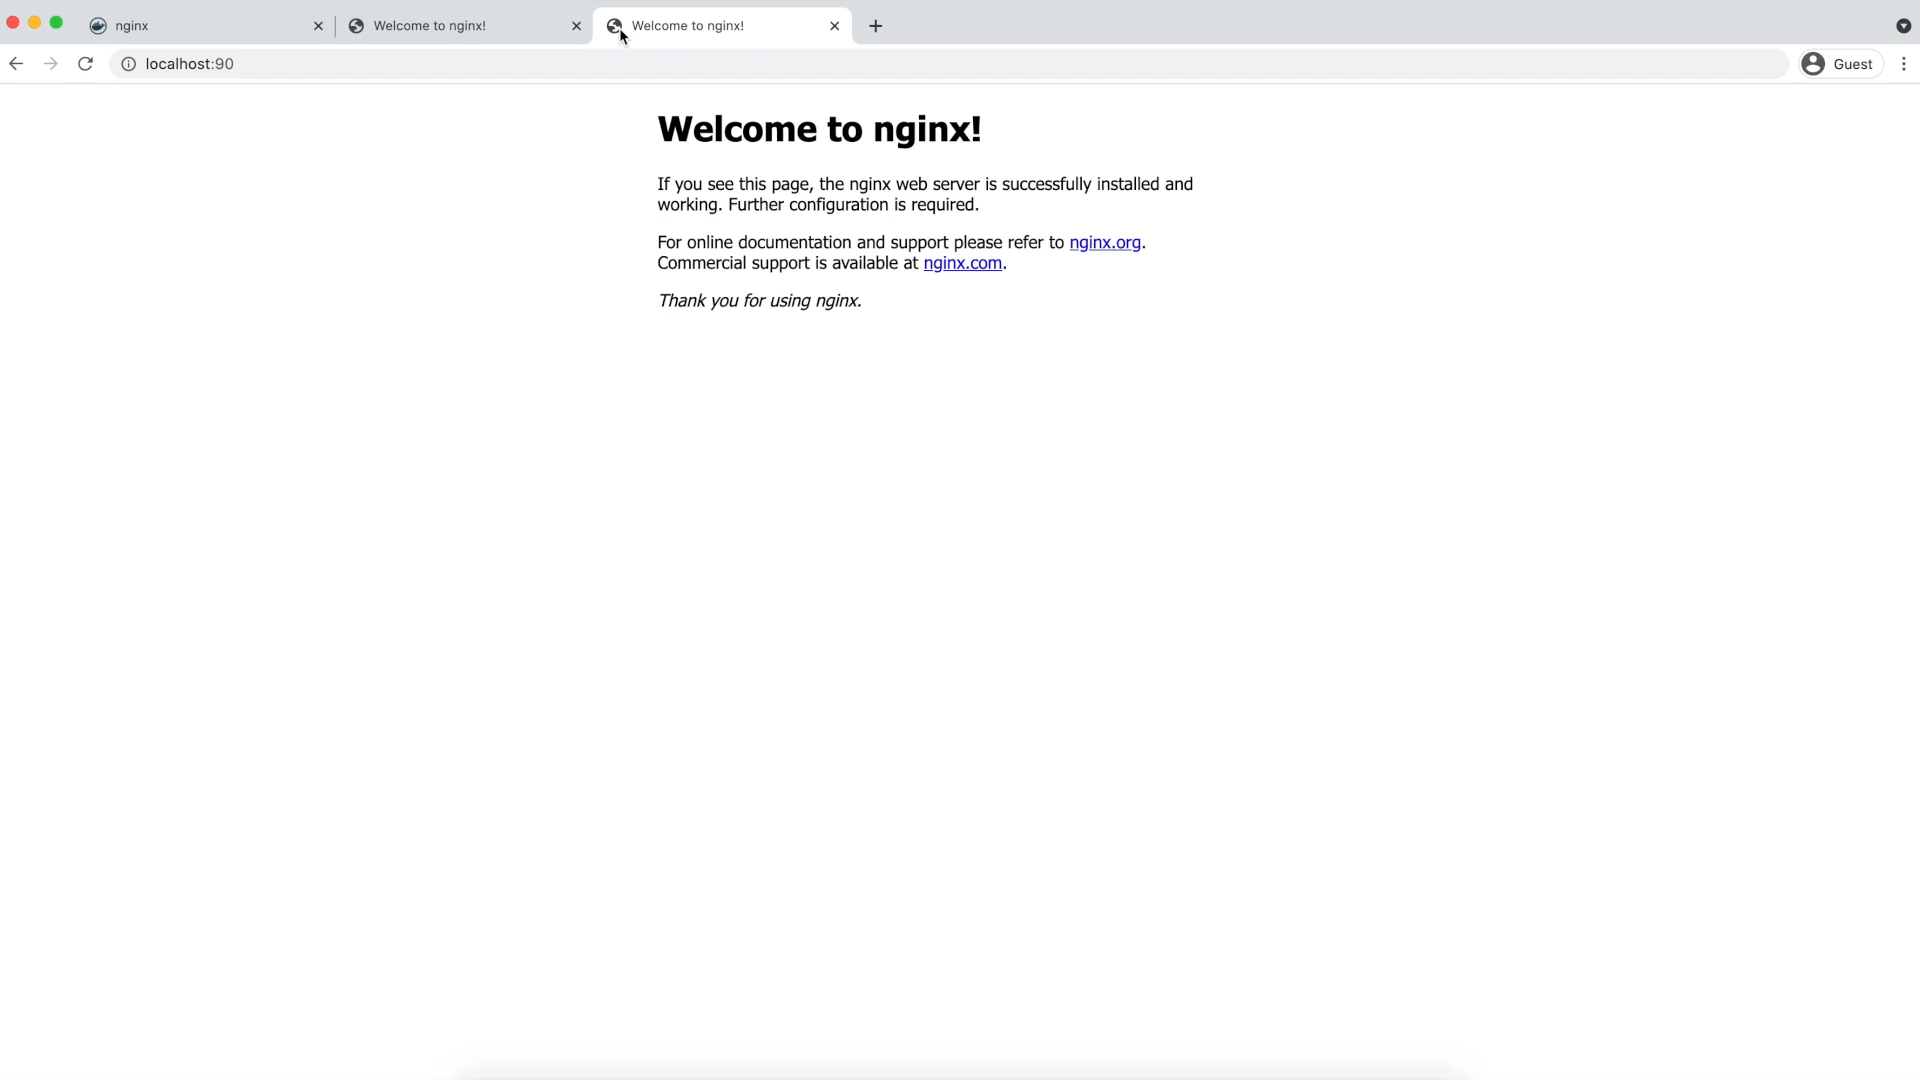 nginx
Welcome to nginx!
Welcome to nginx!
localhost:90
Guest
Welcome to nginx!
If you see this page, the nginx web server is successfully installed and
working. Further configuration is required.
For online documentation and support please refer to nginx.org.
Commercial support is available at nginx.com.
Thank you for using nginx.